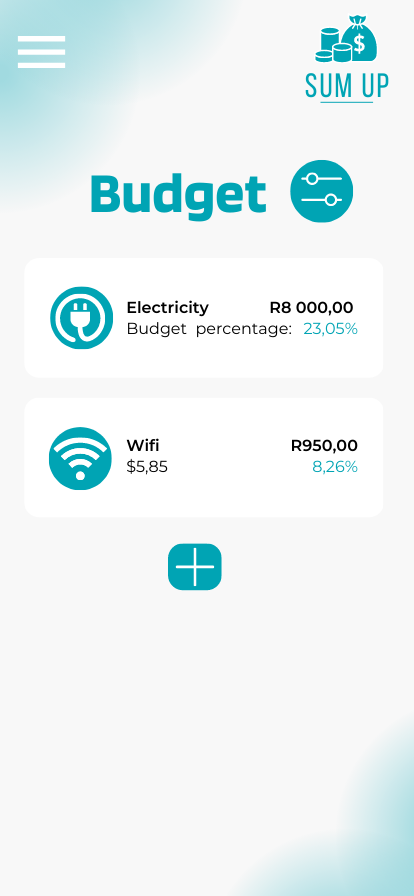 $
SUM UP
Budget
Electricity R8 000,00
Budget percentage: 23,05%
Wifi R950,00
$5,85 8,26%